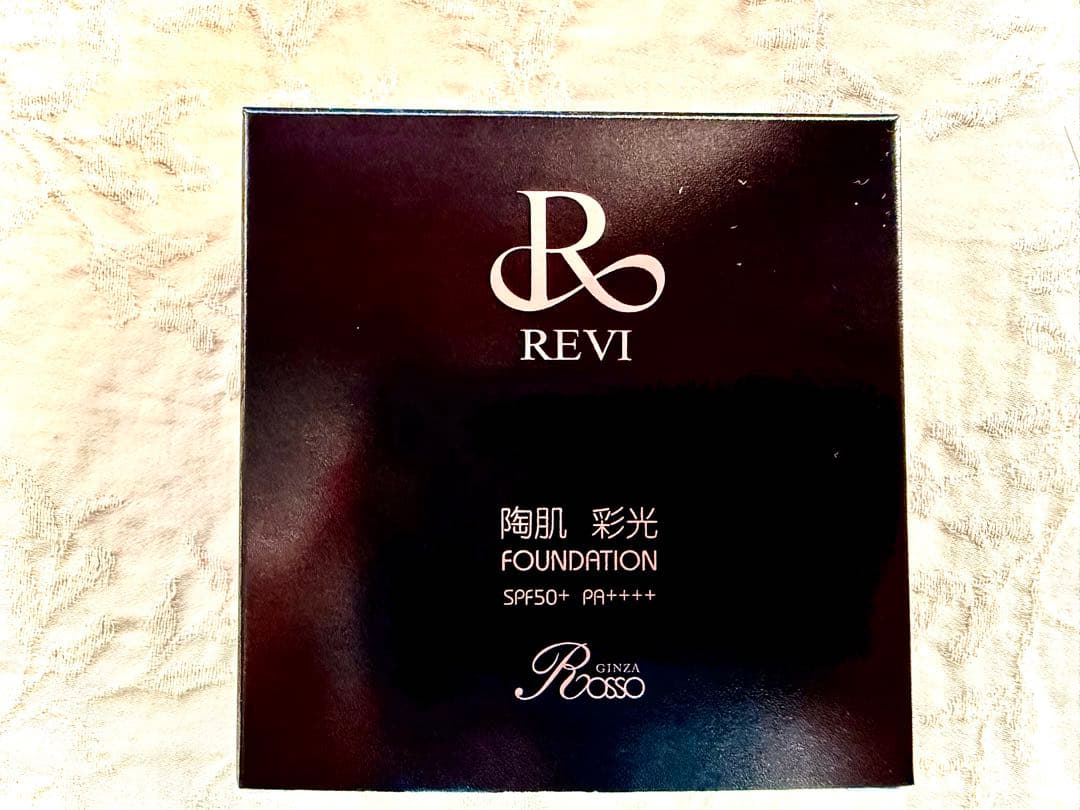 R
REVI
陶肌 彩光
FOUNDATION
SPF50+ PA++++
GINZA
Rosso